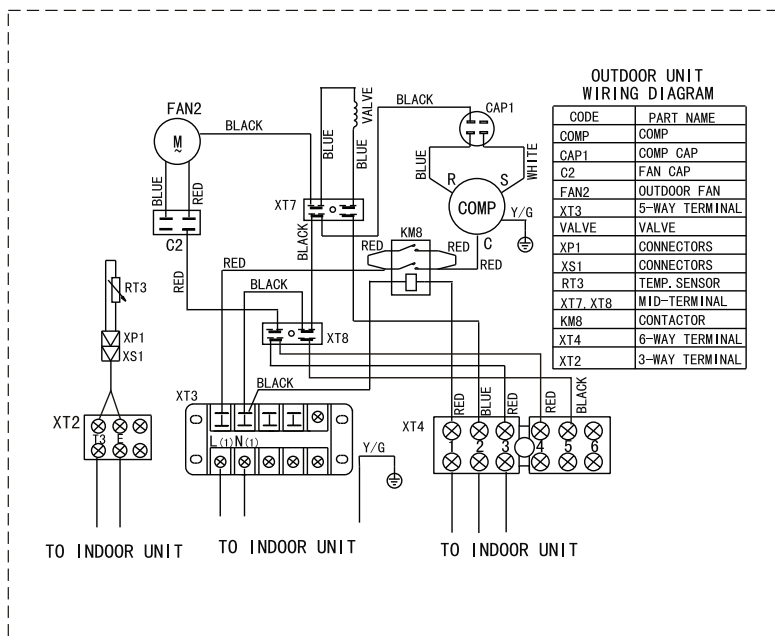 OUTDOOR UNIT
WIRING DIAGRAM
CODE PART NAME
COMP COMP
CAP1 COMP CAP
C2 FAN CAP
FAN2 OUTDOOR FAN
XT3 5-WAY TERMINAL
VALVE VALVE
XP1 CONNECTORS
XS1 CONNECTORS
RT3 TEMP. SENSOR
XT7. XT8 MID-TERMINAL
KM8 CONTACTOR
XT4 6-WAY TERMINAL
XT2 3-WAY TERMINAL
FAN2
M
~
BLACK
BLUE
RED
C2
RED
BLUE
VALVE
BLUE
XT7
BLACK
BLACK
CAP1
BLUE
WHITE
R S
COMP
C
Y/G
RED
KM8
RED
RED
RED
BLACK
XT8
BLACK
RT3
XP1
XS1
XT2
T3 E
TO INDOOR UNIT
XT3
L(1) N(1)
Y/G
TO INDOOR UNIT
XT4
RED
BLUE
RED
RED
BLACK
1 2 3 4 5 6
TO INDOOR UNIT